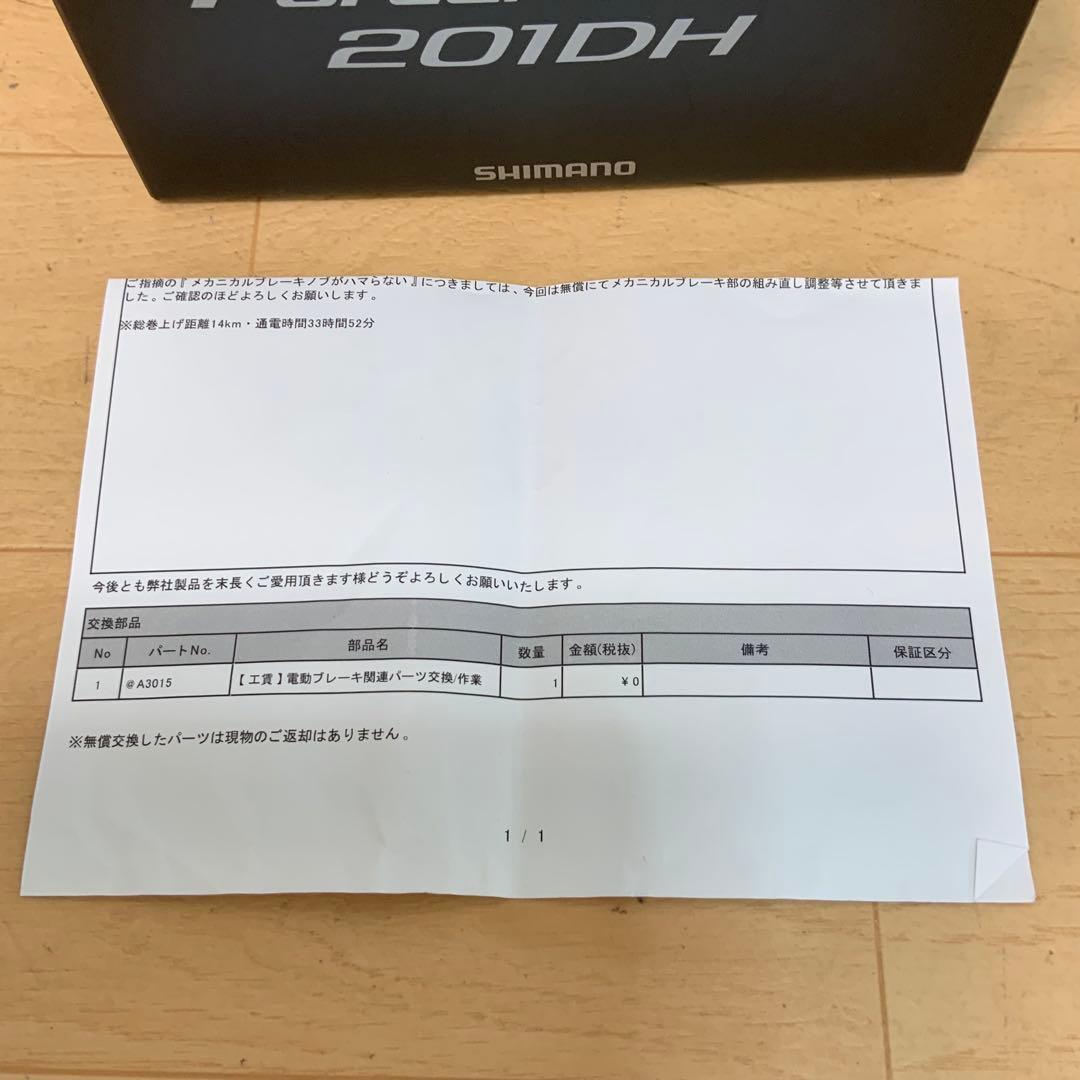 201DH
SHIMANO
ご指摘の『メカニカルブレーキノブがハマらない』につきましては、今回は無償にてメカニカルブレーキ部の組み直し調整等させて頂きま
した。ご確認のほどよろしくお願いします。
※総巻上げ距離14km・通電時間33時間52分
今後とも弊社製品を末長くご愛用頂きます様どうぞよろしくお願いいたします。
交換部品
No パートNo. 部品名 数量 金額(税抜) 備考 保証区分
1 @A3015 【工賃】電動ブレーキ関連パーツ交換/作業 1 ¥0
※無償交換したパーツは現物のご返却はありません。
1 / 1